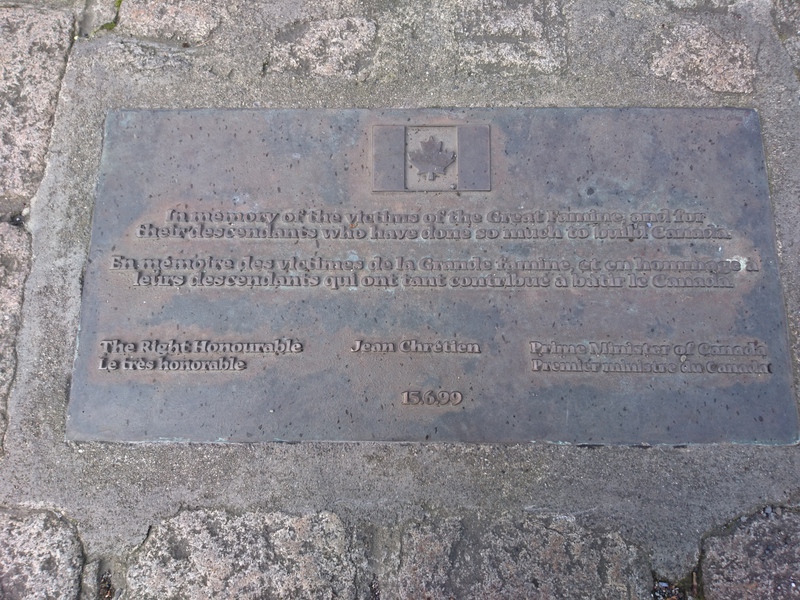 In memory of the victims of the Great Famine, and for
their descendants who have done so much to build Canada.
En mémoire des victimes de la Grande famine, et en hommage à
leurs descendants qui ont tant contribué à bâtir le Canada.
The Right Honourable Jean Chrétien Prime Minister of Canada
Le très honorable Premier ministre du Canada
15.6.99